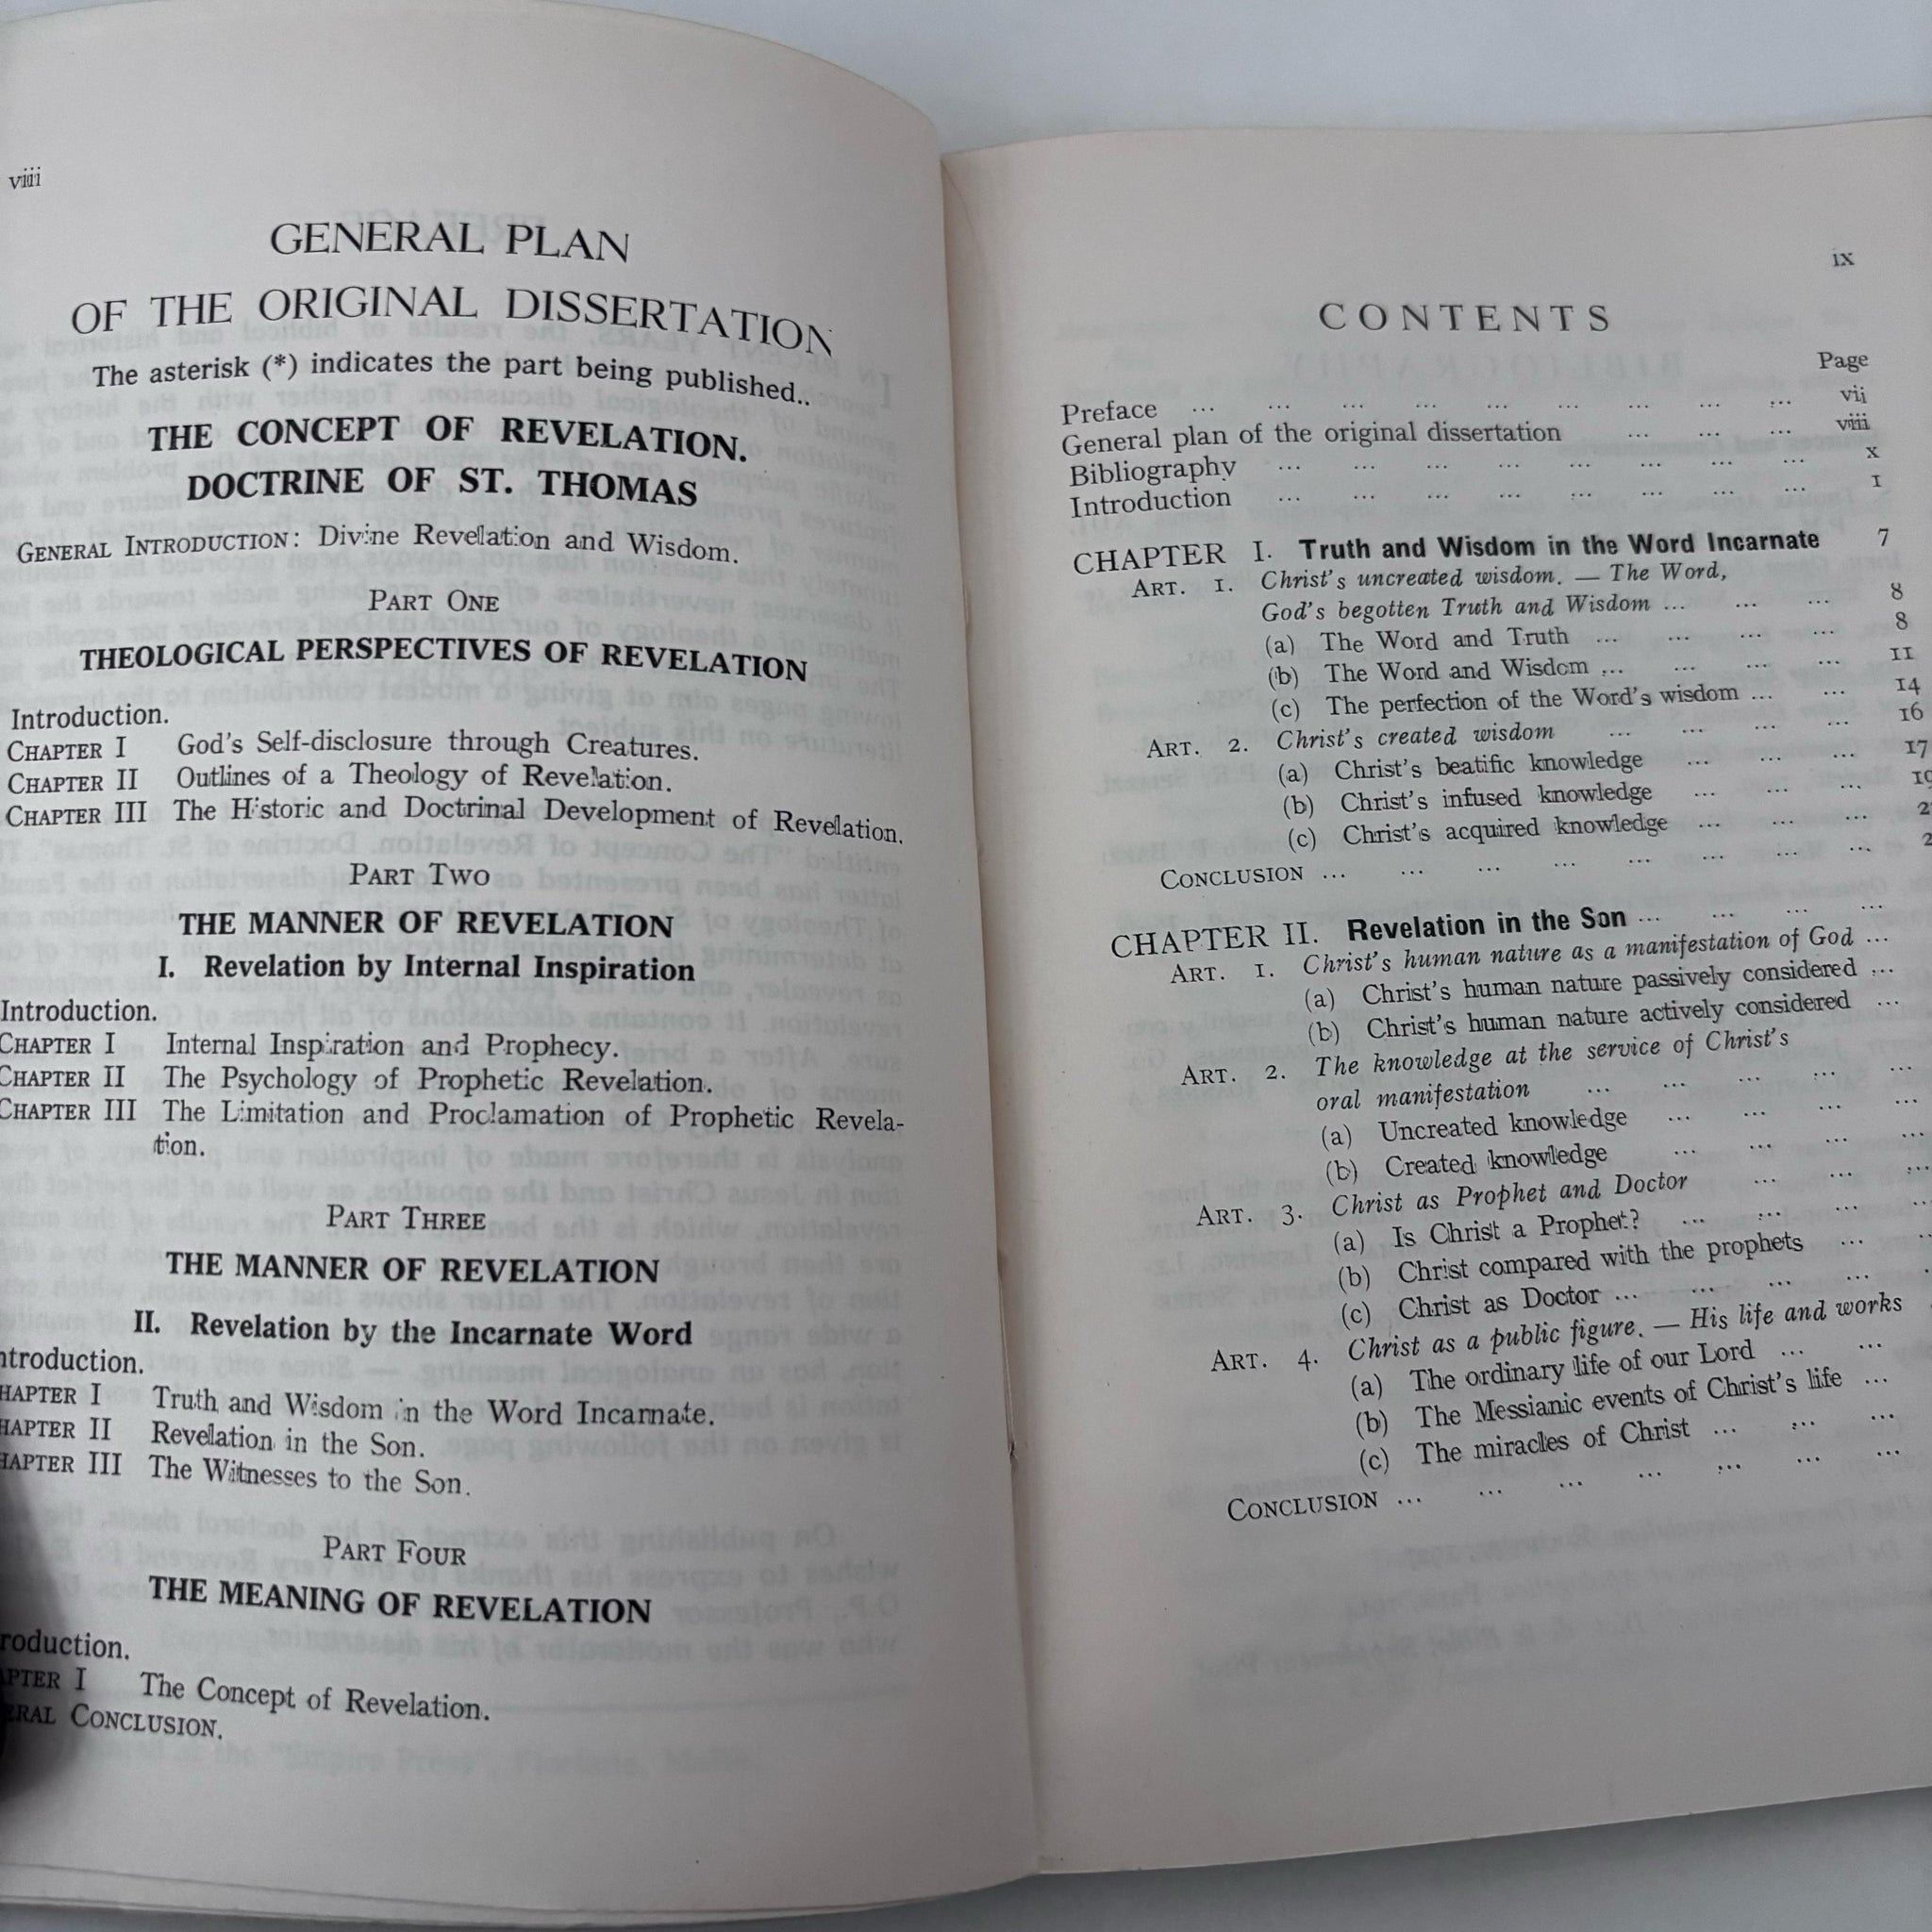 viii
GENERAL PLAN
OF THE ORIGINAL DISSERTATION
The asterisk (*) indicates the part being published..
THE CONCEPT OF REVELATION.
DOCTRINE OF ST. THOMAS
GENERAL INTRODUCTION: Divine Revelation and Wisdom.
PART ONE
THEOLOGICAL PERSPECTIVES OF REVELATION
Introduction.
CHAPTER I God's Self-disclosure through Creatures.
CHAPTER II Outlines of a Theology of Revelation.
CHAPTER III The Historic and Doctrinal Development of Revelation.
PART TWO
THE MANNER OF REVELATION
I. Revelation by Internal Inspiration
Introduction.
CHAPTER I Internal Inspiration and Prophecy.
CHAPTER II The Psychology of Prophetic Revelation.
CHAPTER III The Limitation and Proclamation of Prophetic Revela-
tion.
PART THREE
THE MANNER OF REVELATION
II. Revelation by the Incarnate Word
ntroduction.
HAPTER I Truth and Wisdom in the Word Incarnate.
HAPTER II Revelation in the Son.
HAPTER III The Witnesses to the Son.
PART FOUR
THE MEANING OF REVELATION
roduction.
PTER I The Concept of Revelation.
ERAL CONCLUSION.
ix
CONTENTS
Page
Preface ... ... ... ... ... ... ... ... ... vii
General plan of the original dissertation ... ... ... viii
Bibliography ... ... ... ... ... ... ... ... x
Introduction ... ... ... ... ... ... ... ... 1
CHAPTER I. Truth and Wisdom in the Word Incarnate 7
ART. 1. Christ's uncreated wisdom. — The Word,
God's begotten Truth and Wisdom ... ... ... 8
(a) The Word and Truth ... ... ... ... 8
(b) The Word and Wisdom ... ... ... ... 11
(c) The perfection of the Word's wisdom ... ... 14
ART. 2. Christ's created wisdom ... ... ... ... 16
(a) Christ's beatific knowledge ... ... ... 17
(b) Christ's infused knowledge ... ... ...
(c) Christ's acquired knowledge ... ... ...
CONCLUSION ... ... ... ... ... ... ... ...
CHAPTER II. Revelation in the Son ... ... ... ...
ART. 1. Christ's human nature as a manifestation of God ...
(a) Christ's human nature passively considered ...
(b) Christ's human nature actively considered ...
ART. 2. The knowledge at the service of Christ's
oral manifestation ... ... ... ... ...
(a) Uncreated knowledge ... ... ... ...
(b) Created knowledge ... ... ... ...
ART. 3. Christ as Prophet and Doctor ... ... ...
(a) Is Christ a Prophet? ... ... ... ...
(b) Christ compared with the prophets ... ...
(c) Christ as Doctor ... ... ... ... ...
ART. 4. Christ as a public figure. — His life and works
(a) The ordinary life of our Lord ... ...
(b) The Messianic events of Christ's life ...
(c) The miracles of Christ ... ... ...
CONCLUSION ... ... ... ... ... ... ...